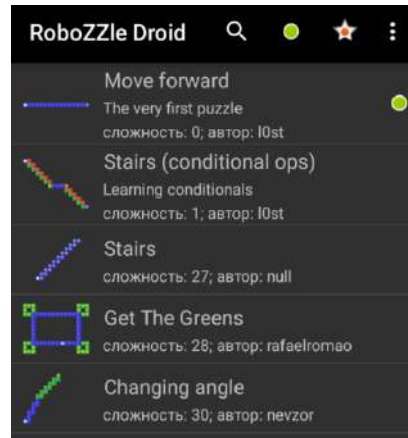 RoboZZle Droid
Move forward
The very first puzzle
сложность: 0; автор: l0st
Stairs (conditional ops)
Learning conditionals
сложность: 1; автор: l0st
Stairs
сложность: 27; автор: null
Get The Greens
сложность: 28; автор: rafaelromao
Changing angle
сложность: 30; автор: nevzor